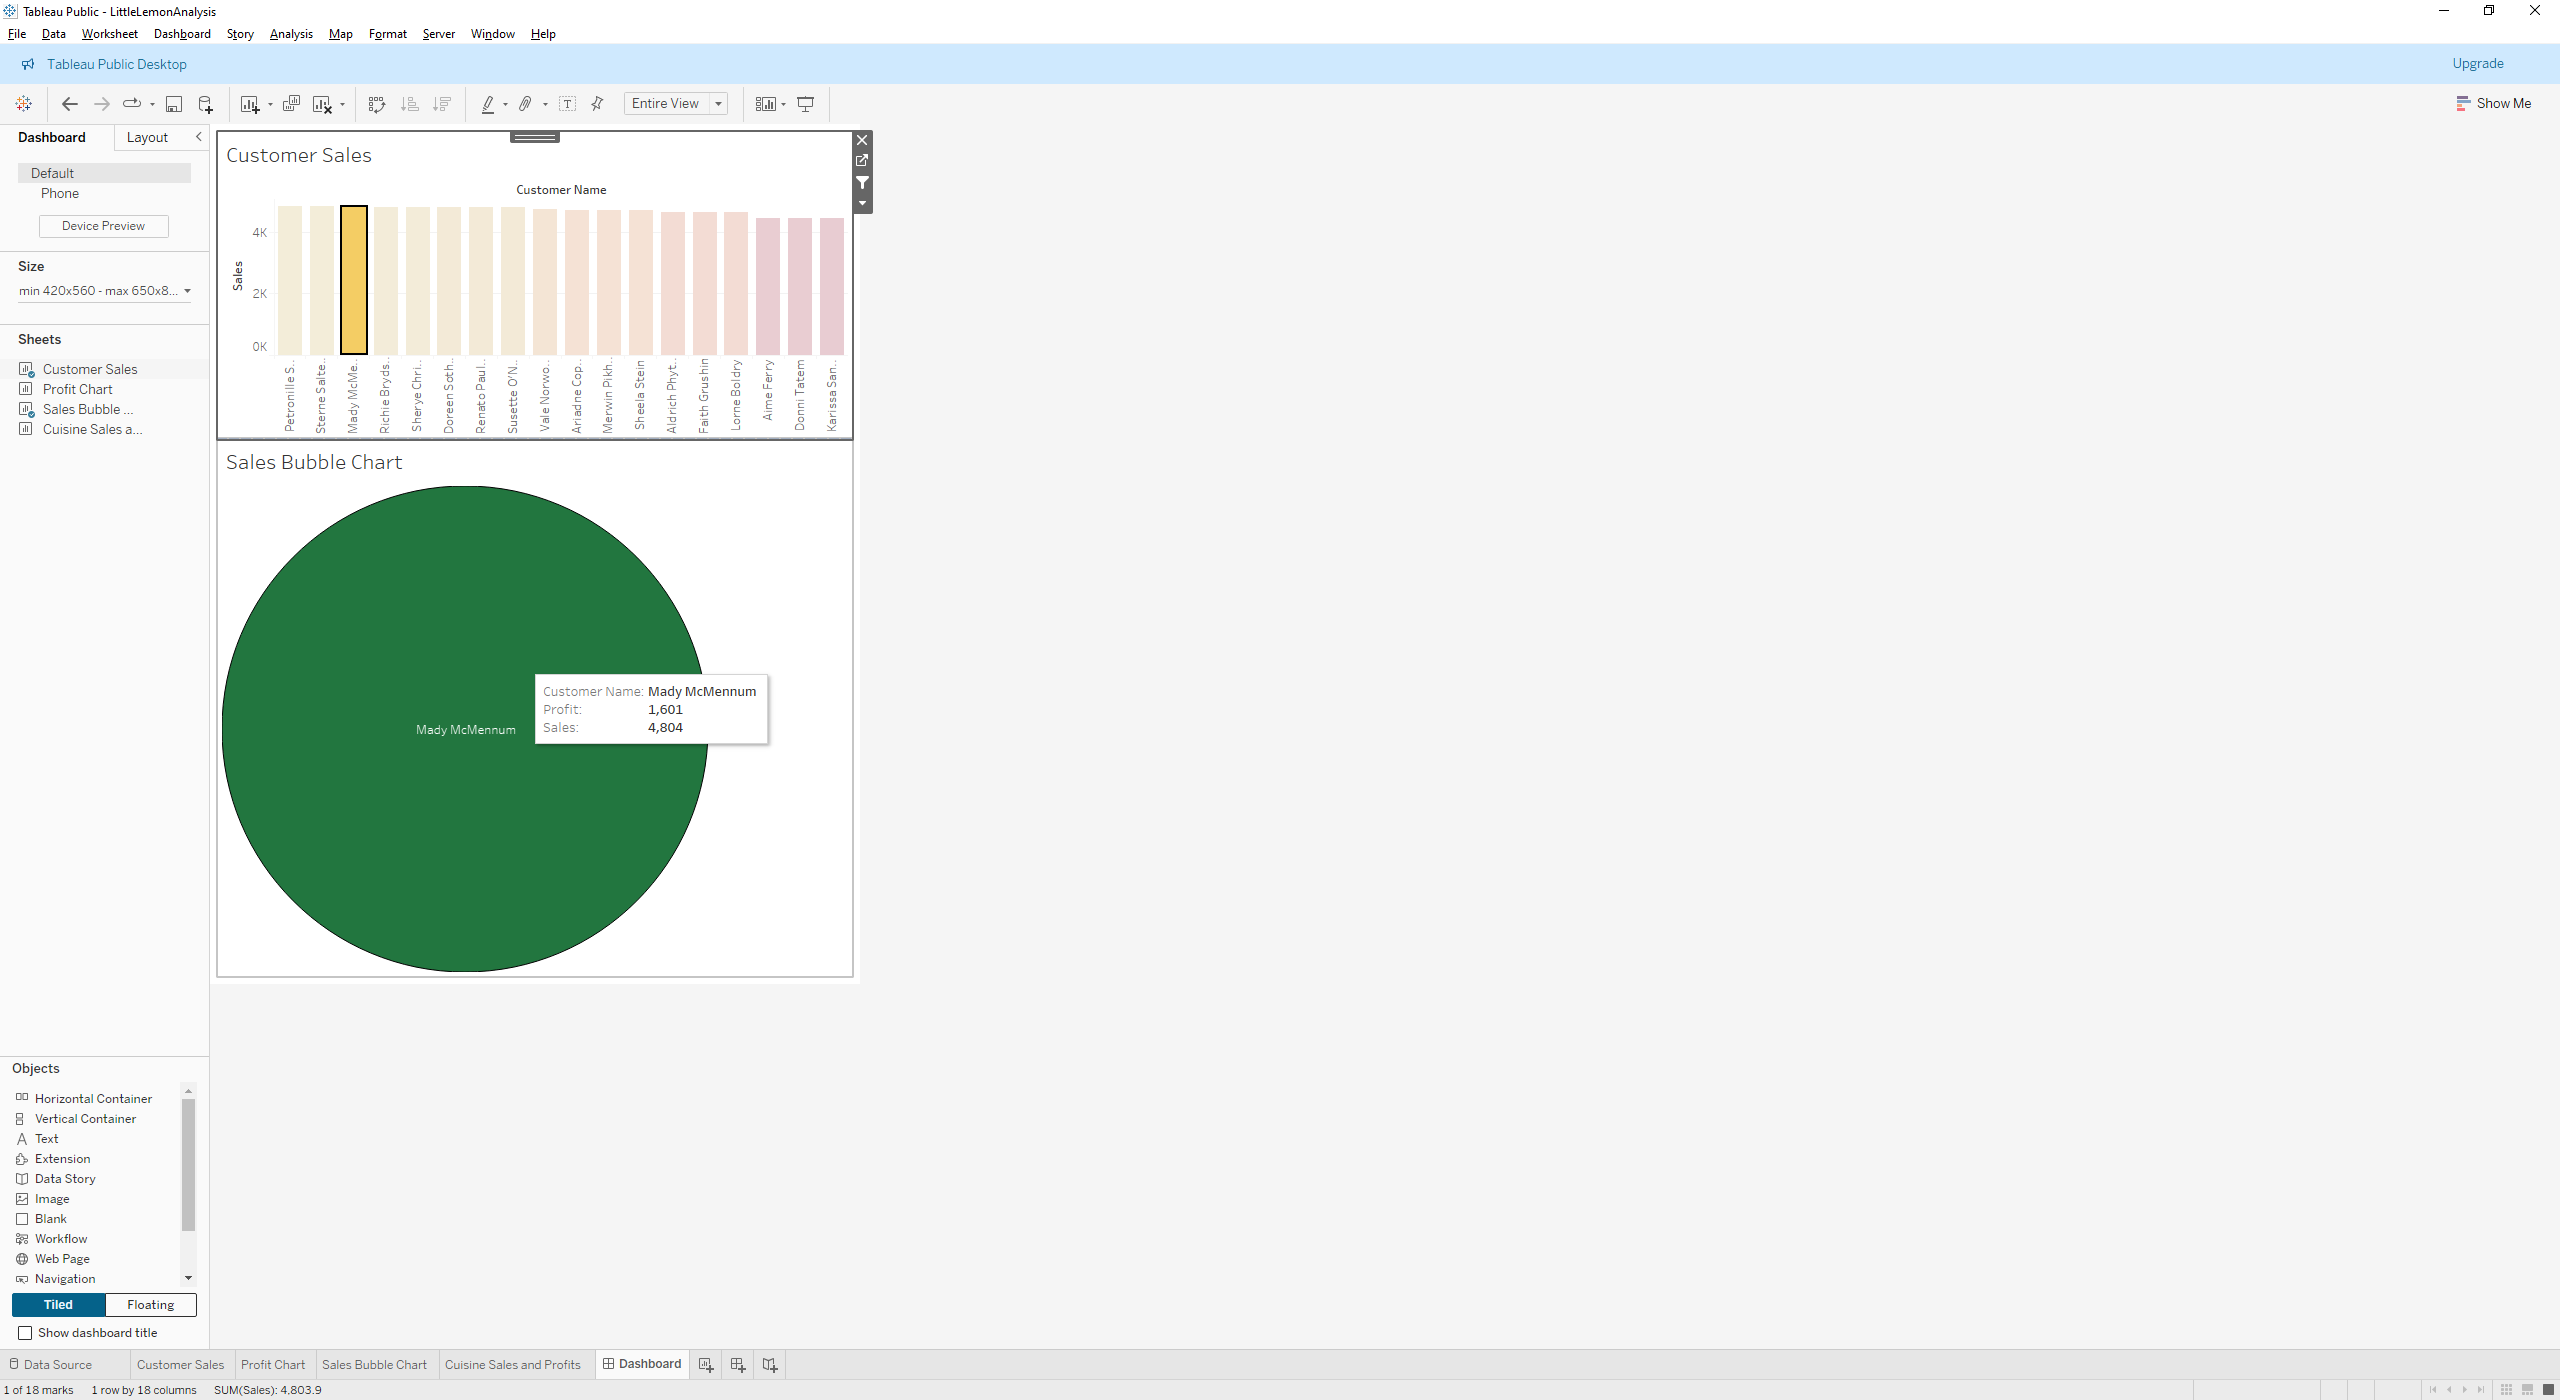 Tableau Public - LittleLemonAnalysis
File Data Worksheet Dashboard Story Analysis Map Format Server Window Help
Tableau Public Desktop
Upgrade
Entire View
Show Me
Dashboard
Layout
Default
Phone
Device Preview
Size
min 420x560 - max 650x8...
Sheets
Customer Sales
Profit Chart
Sales Bubble ...
Cuisine Sales a...
Customer Sales
Customer Name
Sales
4K
2K
0K
Petronille S..
Sterne Salte..
Mady McMe..
Richie Bryds..
Sherye Chri..
Doreen Soth..
Renato Paul..
Susette O'N..
Vale Norwo..
Ariadne Cop..
Merwin Pikh..
Sheela Stein
Aldrich Phyt..
Faith Grushin
Lorne Boldry
Aime Ferry
Donni Tatem
Karissa San..
Sales Bubble Chart
Mady McMennum
Customer Name: Mady McMennum
Profit: 1,601
Sales: 4,804
Objects
Horizontal Container
Vertical Container
Text
Extension
Data Story
Image
Blank
Workflow
Web Page
Navigation
Tiled
Floating
Show dashboard title
Data Source
Customer Sales
Profit Chart
Sales Bubble Chart
Cuisine Sales and Profits
Dashboard
1 of 18 marks 1 row by 18 columns SUM(Sales): 4,803.9